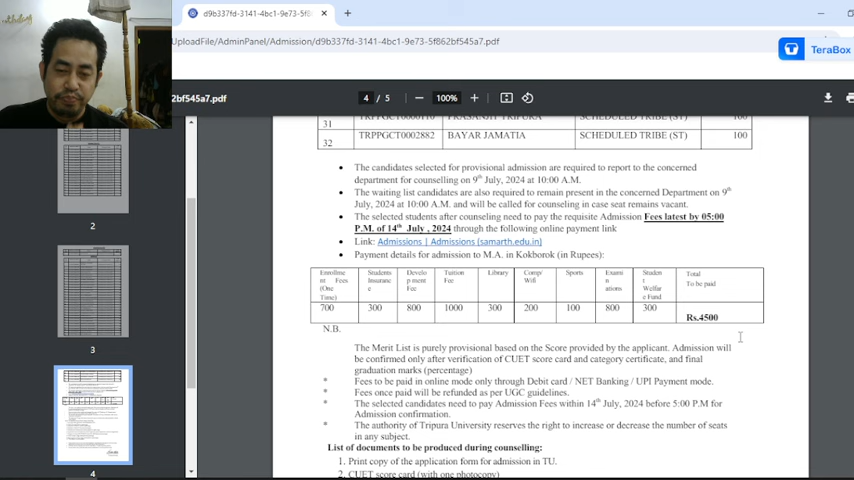 d9b337fd-3141-4bc1-9e73-5f8
UploadFile/AdminPanel/Admission/d9b337fd-3141-4bc1-9e73-5f862bf545a7.pdf
TeraBox
2bf545a7.pdf
4 / 5
100%
31
TRPPGCT0000110 PRASANJIT TRIPURA SCHEDULED TRIBE (ST) 100
32 TRPPGCT0002882 BAYAR JAMATIA SCHEDULED TRIBE (ST) 100
• The candidates selected for provisional admission are required to report to the concerned
department for counselling on 9th July, 2024 at 10:00 A.M.
• The waiting list candidates are also required to remain present in the concerned Department on 9th
July, 2024 at 10:00 A.M. and will be called for counseling in case seat remains vacant.
• The selected students after counseling need to pay the requisite Admission Fees latest by 05:00
P.M. of 14th July , 2024 through the following online payment link
• Link: Admissions | Admissions (samarth.edu.in)
• Payment details for admission to M.A. in Kokborok (in Rupees):
Enrollme nt Fees (One Time) Students Insuranc e Develo p ment Fee Tuition Fee Library Comp/ Wifi Sports Exami n ations Studen t Welfar e Fund Total To be paid
700 300 800 1000 300 200 100 800 300 Rs.4500
N.B.
The Merit List is purely provisional based on the Score provided by the applicant. Admission will
be confirmed only after verification of CUET score card and category certificate, and final
graduation marks (percentage)
* Fees to be paid in online mode only through Debit card / NET Banking / UPI Payment mode.
* Fees once paid will be refunded as per UGC guidelines.
* The selected candidates need to pay Admission Fees within 14th July, 2024 before 5:00 P.M for
Admission confirmation.
* The authority of Tripura University reserves the right to increase or decrease the number of seats
in any subject.
List of documents to be produced during counselling:
1. Print copy of the application form for admission in TU.
2. CUET score card (with one photocopy)
2
3
4